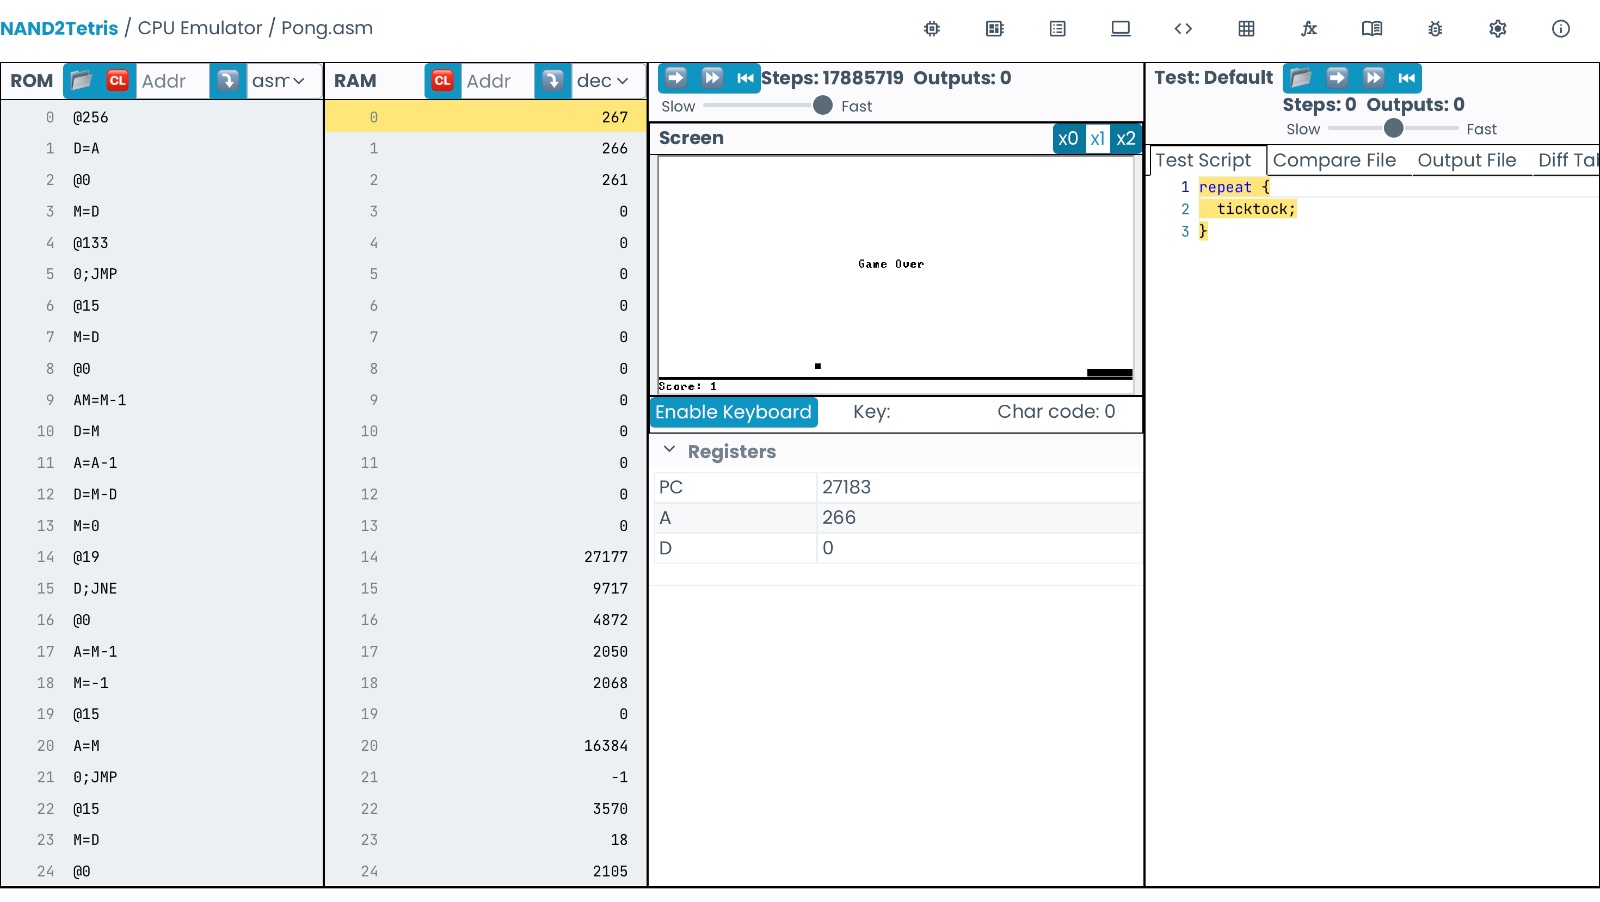 NAND2Tetris / CPU Emulator / Pong.asm
ROM CL Addr asm
0 @256
1 D=A
2 @0
3 M=D
4 @133
5 0;JMP
6 @15
7 M=D
8 @0
9 AM=M-1
10 D=M
11 A=A-1
12 D=M-D
13 M=0
14 @19
15 D;JNE
16 @0
17 A=M-1
18 M=-1
19 @15
20 A=M
21 0;JMP
22 @15
23 M=D
24 @0
RAM CL Addr dec
0 267
1 266
2 261
3 0
4 0
5 0
6 0
7 0
8 0
9 0
10 0
11 0
12 0
13 0
14 27177
15 9717
16 4872
17 2050
18 2068
19 0
20 16384
21 -1
22 3570
23 18
24 2105
Steps: 17885719 Outputs: 0
Slow Fast
Screen x0 x1 x2
Game Over
Score: 1
Enable Keyboard Key: Char code: 0
Registers
PC 27183
A 266
D 0
Test: Default
Steps: 0 Outputs: 0
Slow Fast
Test Script Compare File Output File Diff Tal
1 repeat {
2 ticktock;
3 }